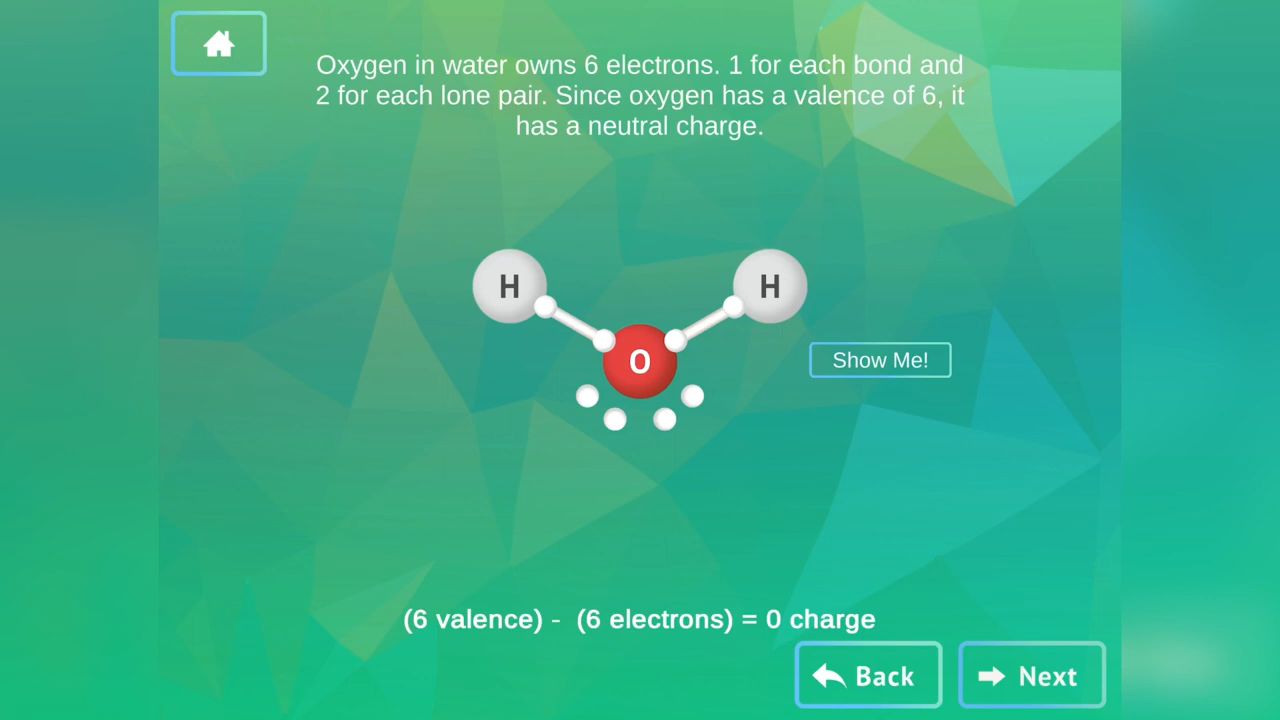 Oxygen in water owns 6 electrons. 1 for each bond and
2 for each lone pair. Since oxygen has a valence of 6, it
has a neutral charge.
H
H
O
Show Me!
(6 valence) - (6 electrons) = 0 charge
Back
Next